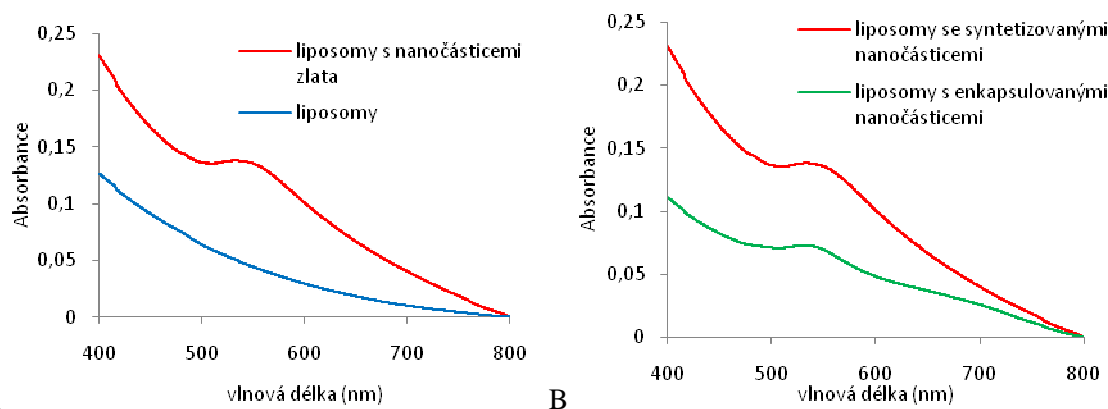 0,25
0,2
0,15
0,1
0,05
0
Absorbance
liposomy s nanočásticemi
zlata
liposomy
400 500 600 700 800
vlnová délka (nm)
B
0,25
0,2
0,15
0,1
0,05
0
Absorbance
liposomy se syntetizovanými
nanočásticemi
liposomy s enkapsulovanými
nanočásticemi
400 500 600 700 800
vlnová délka (nm)